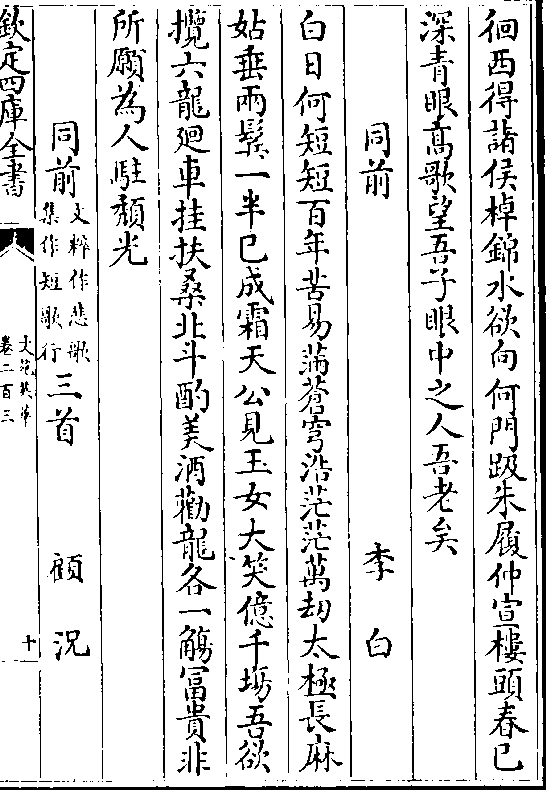 徊西得諸侯棹錦水欲向何門趿朱履仲宣樓頭春已
深青眼髙歌望吾子眼中之人吾老矣
同前　李白
白日何短短百年苦易滿蒼穹浩茫茫萬劫太極長麻
姑垂兩鬂一半已成霜天公見玉女大笑億千塲吾欲
攬六龍廻車挂扶桑北斗酌美酒勸龍各一觴冨貴非
所願為人駐頽光
同前文粹作悲歌集作短歌行三首　顧況
欽定四庫全書
文苑英華
卷二百三
十